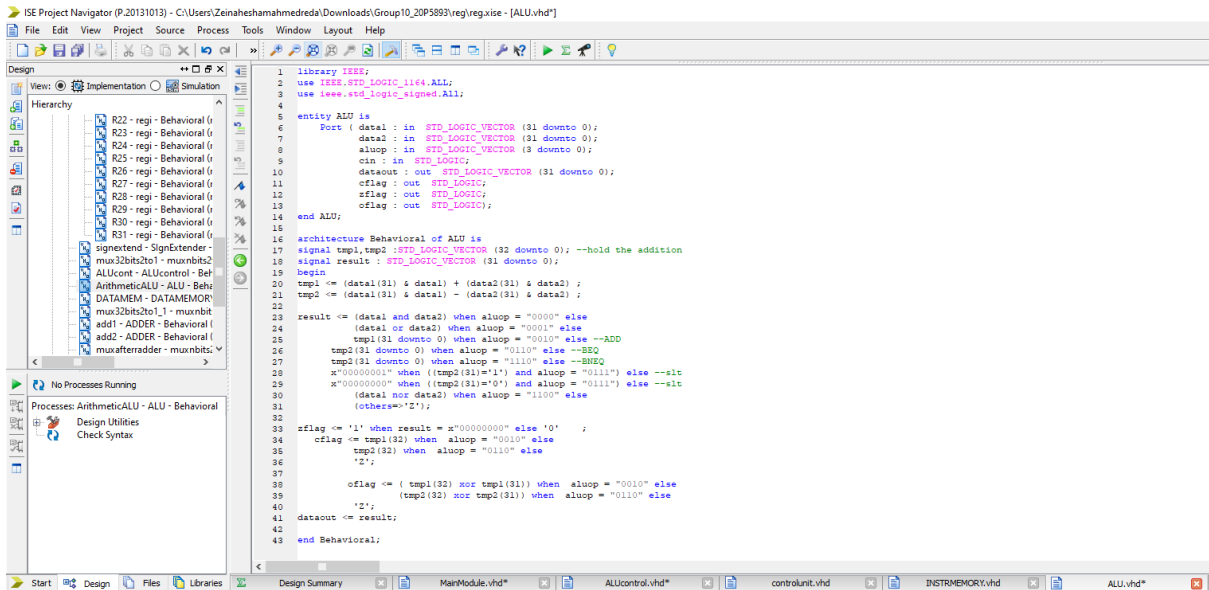 ISE Project Navigator (P.20131013) - C:\Users\Zeinaheshamahmedreda\Downloads\Group10_20P5893\reg\reg.xise - [ALU.vhd*]
File Edit View Project Source Process Tools Window Layout Help
Design
View: Implementation Simulation
Hierarchy
R22 - regi - Behavioral (r
R23 - regi - Behavioral (r
R24 - regi - Behavioral (r
R25 - regi - Behavioral (r
R26 - regi - Behavioral (r
R27 - regi - Behavioral (r
R28 - regi - Behavioral (r
R29 - regi - Behavioral (r
R30 - regi - Behavioral (r
R31 - regi - Behavioral (r
signextend - SIgnExtender -
mux32bits2to1 - muxnbits2
ALUcont - ALUcontrol - Beh
ArithmeticALU - ALU - Beha
DATAMEM - DATAMEMORY
mux32bits2to1_1 - muxnbit
add1 - ADDER - Behavioral (
add2 - ADDER - Behavioral (
muxafterradder - muxnbits2
No Processes Running
Processes: ArithmeticALU - ALU - Behavioral
Design Utilities
Check Syntax
1 library IEEE;
2 use IEEE.STD_LOGIC_1164.ALL;
3 use ieee.std_logic_signed.All;
4
5 entity ALU is
6 Port ( data1 : in STD_LOGIC_VECTOR (31 downto 0);
7 data2 : in STD_LOGIC_VECTOR (31 downto 0);
8 aluop : in STD_LOGIC_VECTOR (3 downto 0);
9 cin : in STD_LOGIC;
10 dataout : out STD_LOGIC_VECTOR (31 downto 0);
11 cflag : out STD_LOGIC;
12 zflag : out STD_LOGIC;
13 oflag : out STD_LOGIC);
14 end ALU;
15
16 architecture Behavioral of ALU is
17 signal tmp1,tmp2 :STD_LOGIC_VECTOR (32 downto 0); --hold the addition
18 signal result : STD_LOGIC_VECTOR (31 downto 0);
19 begin
20 tmp1 <= (data1(31) & data1) + (data2(31) & data2) ;
21 tmp2 <= (data1(31) & data1) - (data2(31) & data2) ;
22
23 result <= (data1 and data2) when aluop = "0000" else
24 (data1 or data2) when aluop = "0001" else
25 tmp1(31 downto 0) when aluop = "0010" else --ADD
26 tmp2(31 downto 0) when aluop = "0110" else --BEQ
27 tmp2(31 downto 0) when aluop = "1110" else --BNEQ
28 x"00000001" when ((tmp2(31)='1') and aluop = "0111") else --slt
29 x"00000000" when ((tmp2(31)='0') and aluop = "0111") else --slt
30 (data1 nor data2) when aluop = "1100" else
31 (others=>'Z');
32
33 zflag <= '1' when result = x"00000000" else '0' ;
34 cflag <= tmp1(32) when aluop = "0010" else
35 tmp2(32) when aluop = "0110" else
36 'Z';
37
38 oflag <= ( tmp1(32) xor tmp1(31)) when aluop = "0010" else
39 (tmp2(32) xor tmp2(31)) when aluop = "0110" else
40 'Z';
41 dataout <= result;
42
43 end Behavioral;
Start Design Files Libraries
Design Summary MainModule.vhd* ALUcontrol.vhd* controlunit.vhd INSTRMEMORY.vhd ALU.vhd*